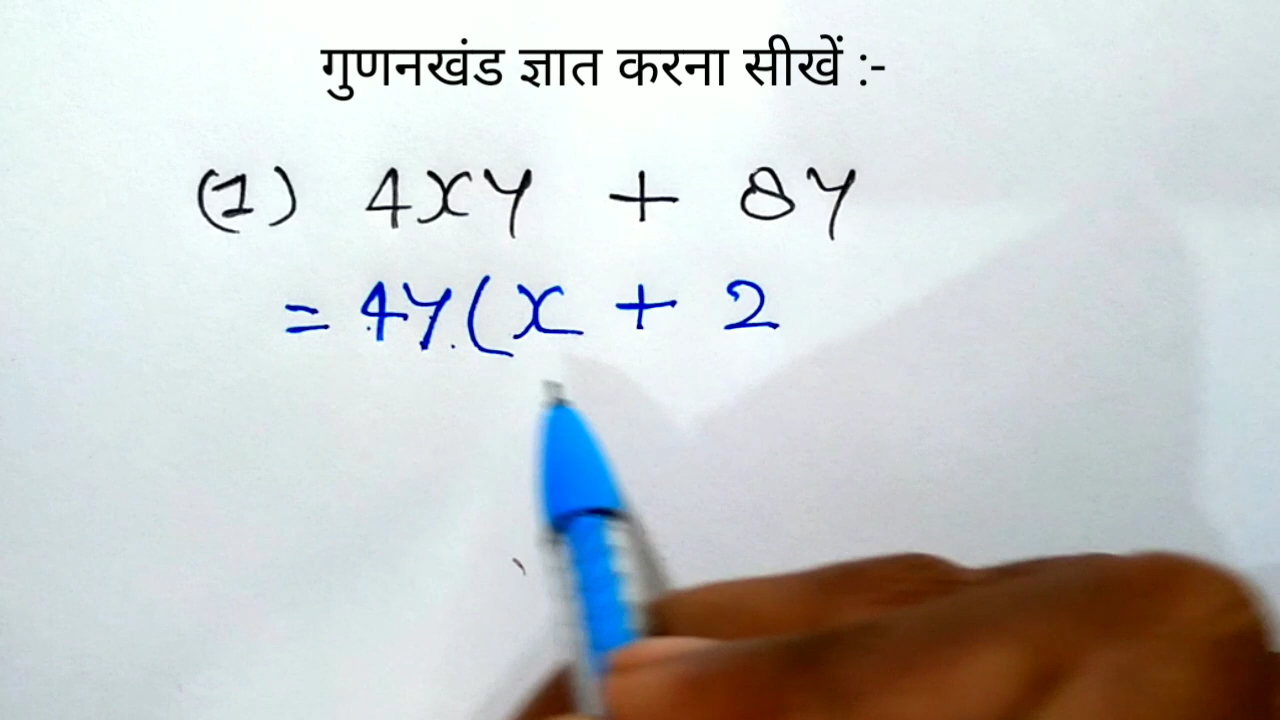 गुणनखंड ज्ञात करना सीखें :-
(1) 4xy + 8y
= 4y(x + 2